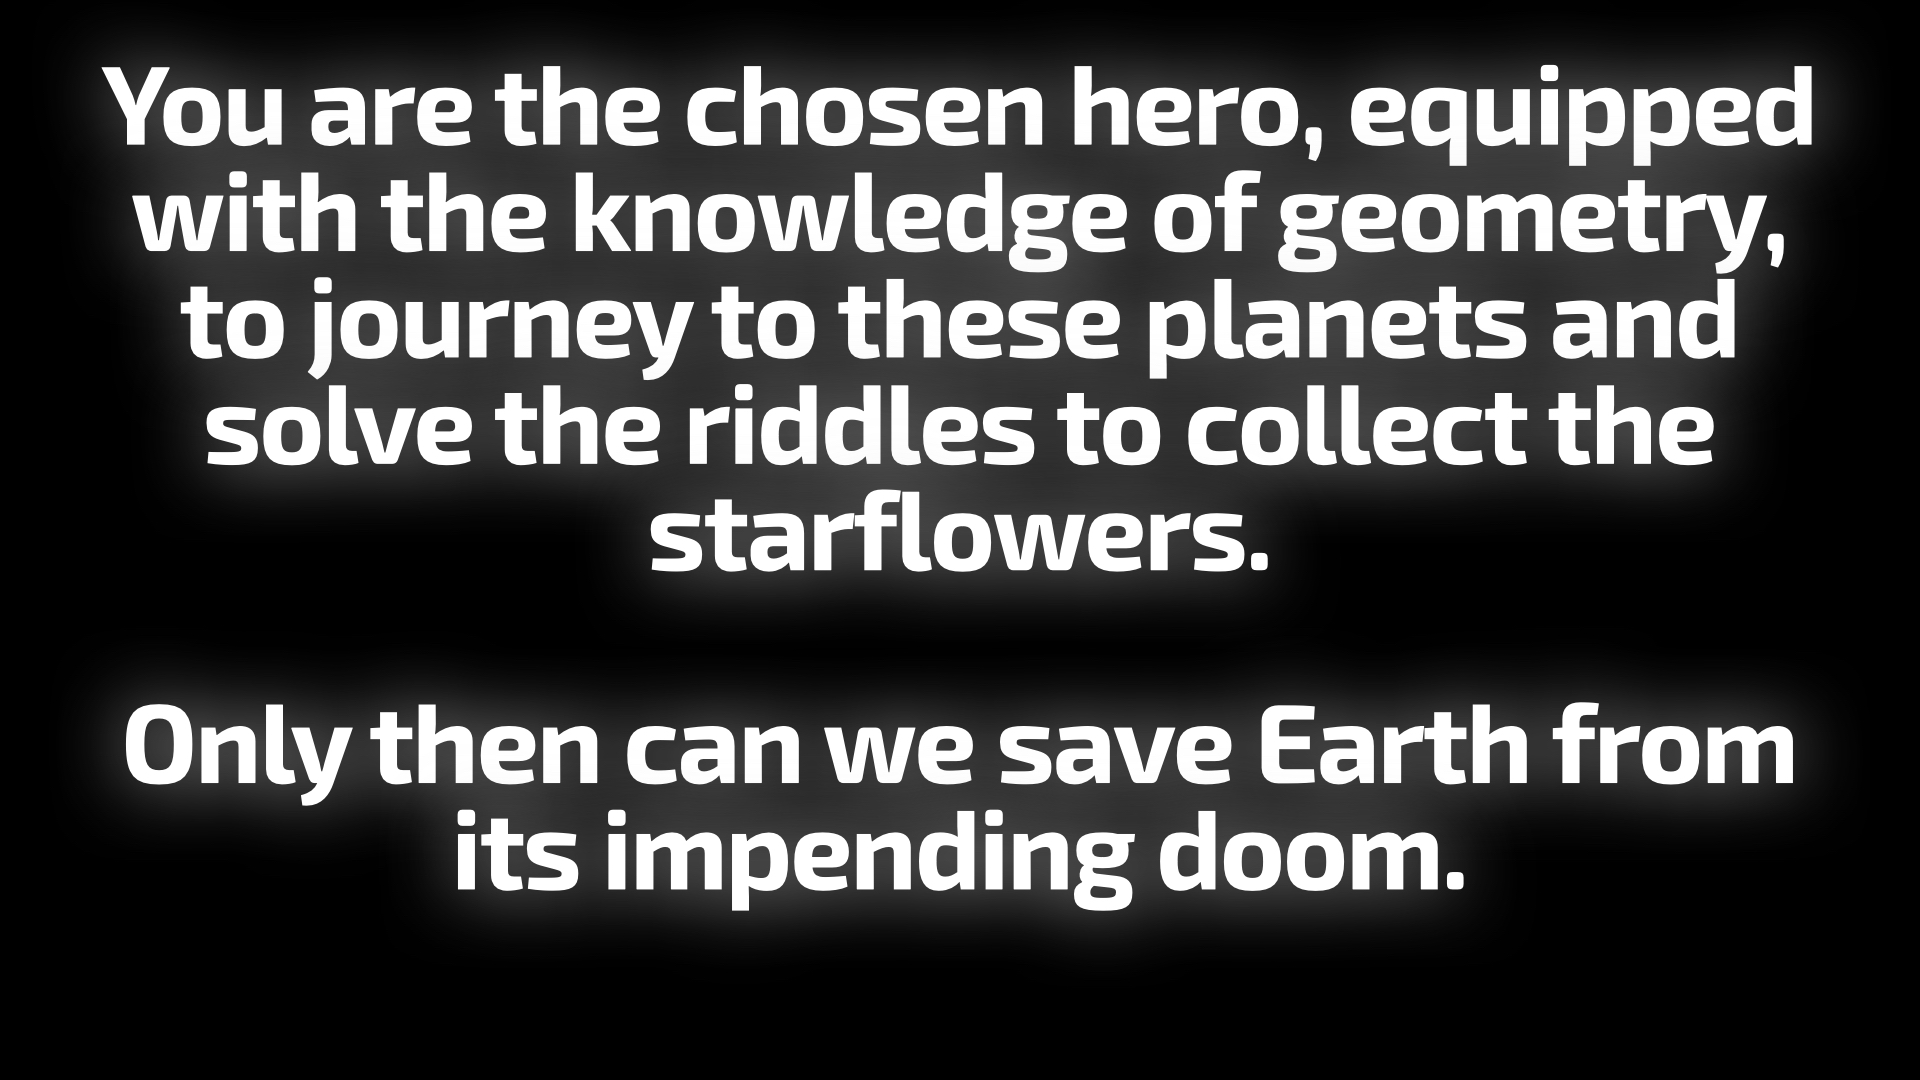 You are the chosen hero, equipped
with the knowledge of geometry,
to journey to these planets and
solve the riddles to collect the
starflowers.
Only then can we save Earth from
its impending doom.